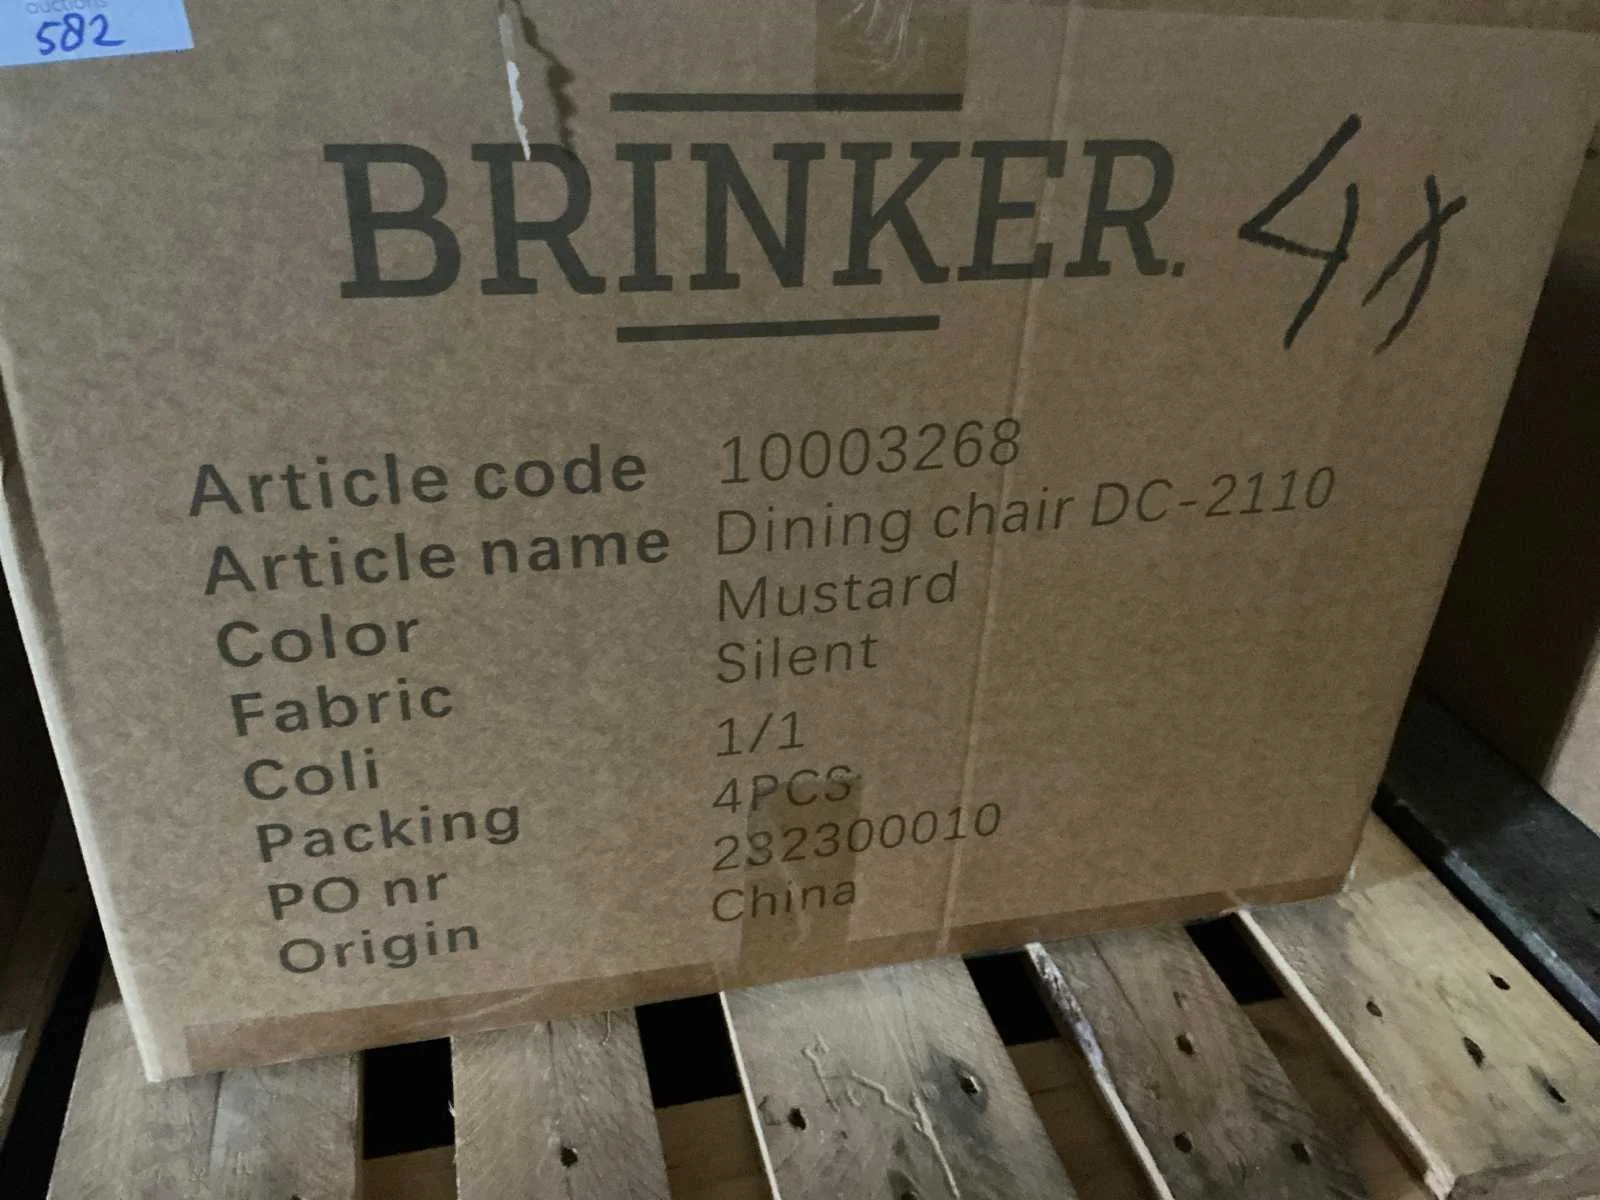 auctions
582
BRINKER. 4x
Article code 10003268
Article name Dining chair DC-2110
Color Mustard
Fabric Silent
Coli 1/1
Packing 4PCS
PO nr 232300010
Origin China